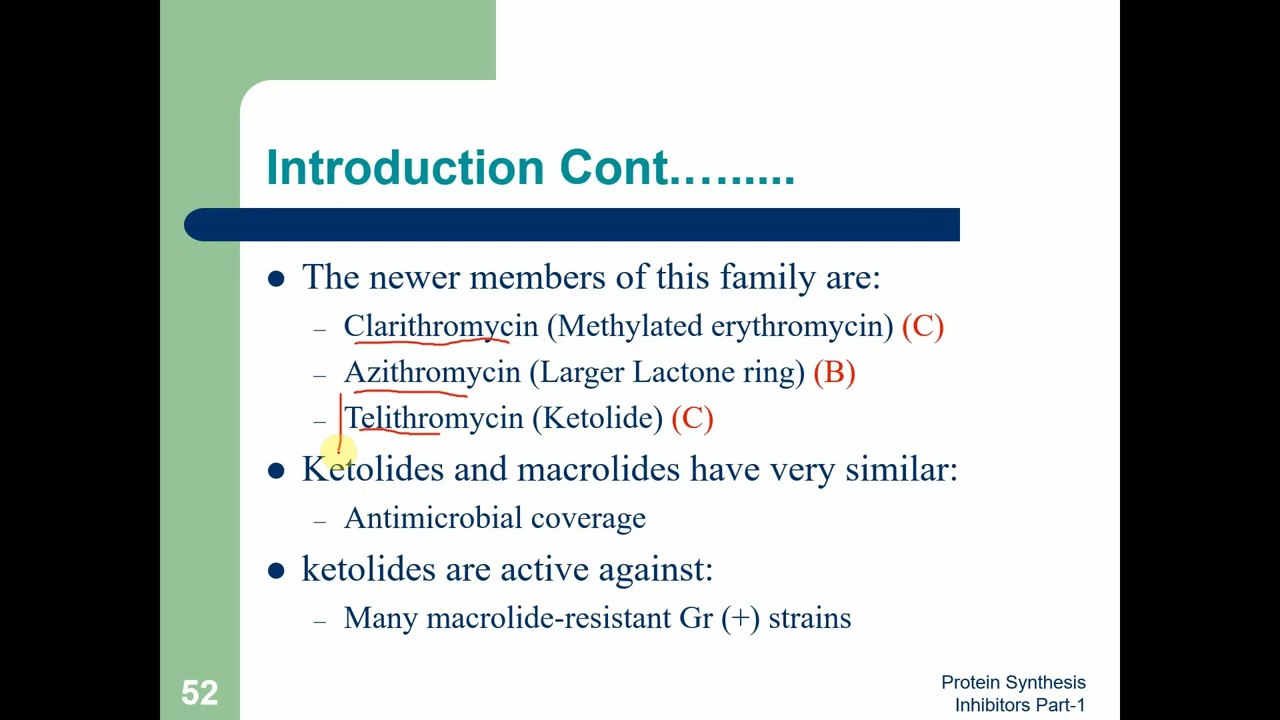 Introduction Cont.….....
● The newer members of this family are:
– Clarithromycin (Methylated erythromycin) (C)
– Azithromycin (Larger Lactone ring) (B)
– Telithromycin (Ketolide) (C)
● Ketolides and macrolides have very similar:
– Antimicrobial coverage
● ketolides are active against:
– Many macrolide-resistant Gr (+) strains
52
Protein Synthesis
Inhibitors Part-1